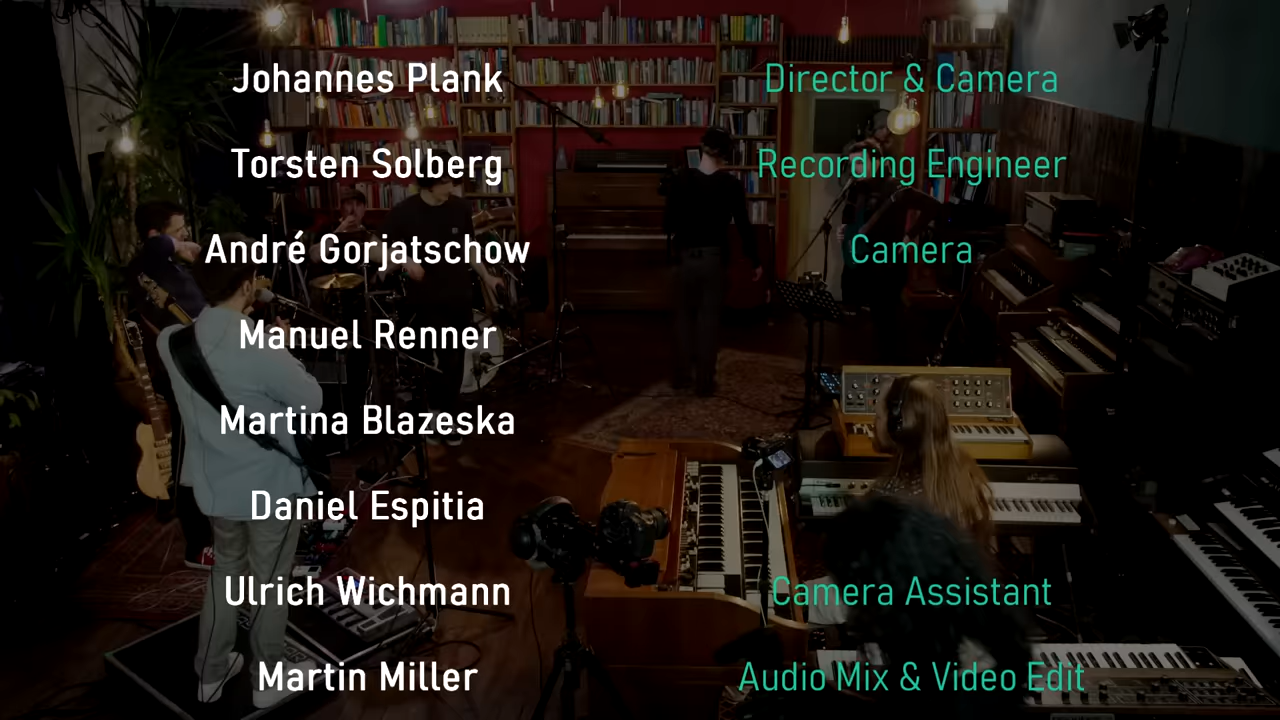 Johannes Plank Director & Camera
Torsten Solberg Recording Engineer
André Gorjatschow Camera
Manuel Renner
Martina Blazeska
Daniel Espitia
Ulrich Wichmann Camera Assistant
Martin Miller Audio Mix & Video Edit